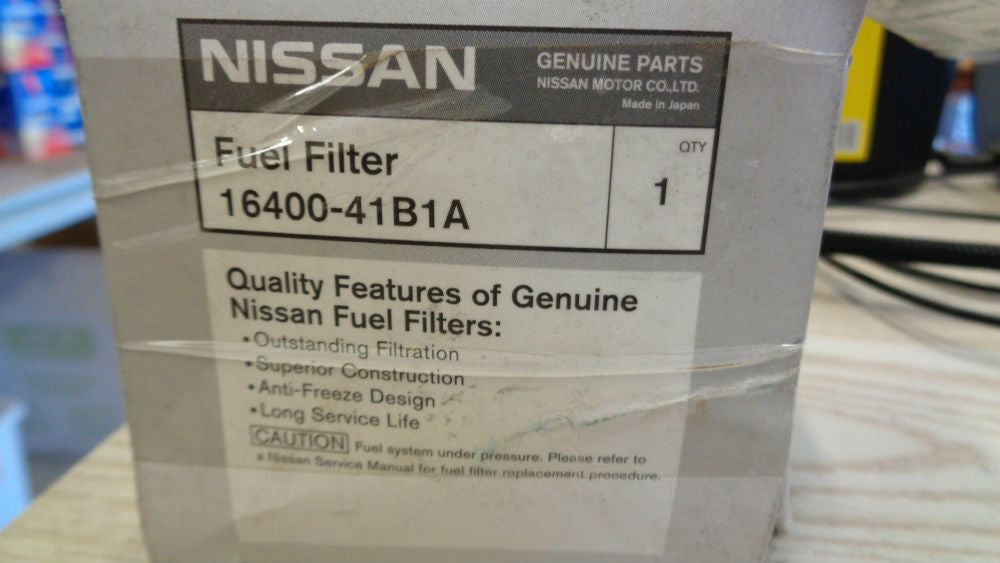 NISSAN
GENUINE PARTS
NISSAN MOTOR CO.,LTD.
Made in Japan
Fuel Filter
16400-41B1A
QTY
1
Quality Features of Genuine
Nissan Fuel Filters:
•Outstanding Filtration
•Superior Construction
•Anti-Freeze Design
•Long Service Life
CAUTION Fuel system under pressure. Please refer to
a Nissan Service Manual for fuel filter replacement procedure.